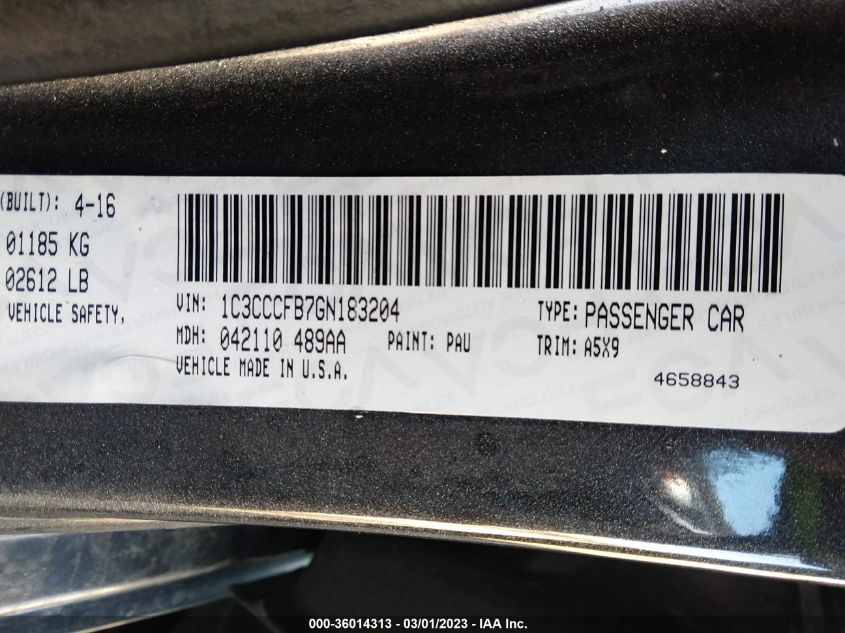 (BUILT): 4-16
01185 KG
02612 LB
VEHICLE SAFETY,
VIN: 1C3CCCFB7GN183204 TYPE: PASSENGER CAR
MDH: 042110 489AA PAINT: PAU TRIM: A5X9
VEHICLE MADE IN U.S.A.
4658843
000-36014313 - 03/01/2023 - IAA Inc.